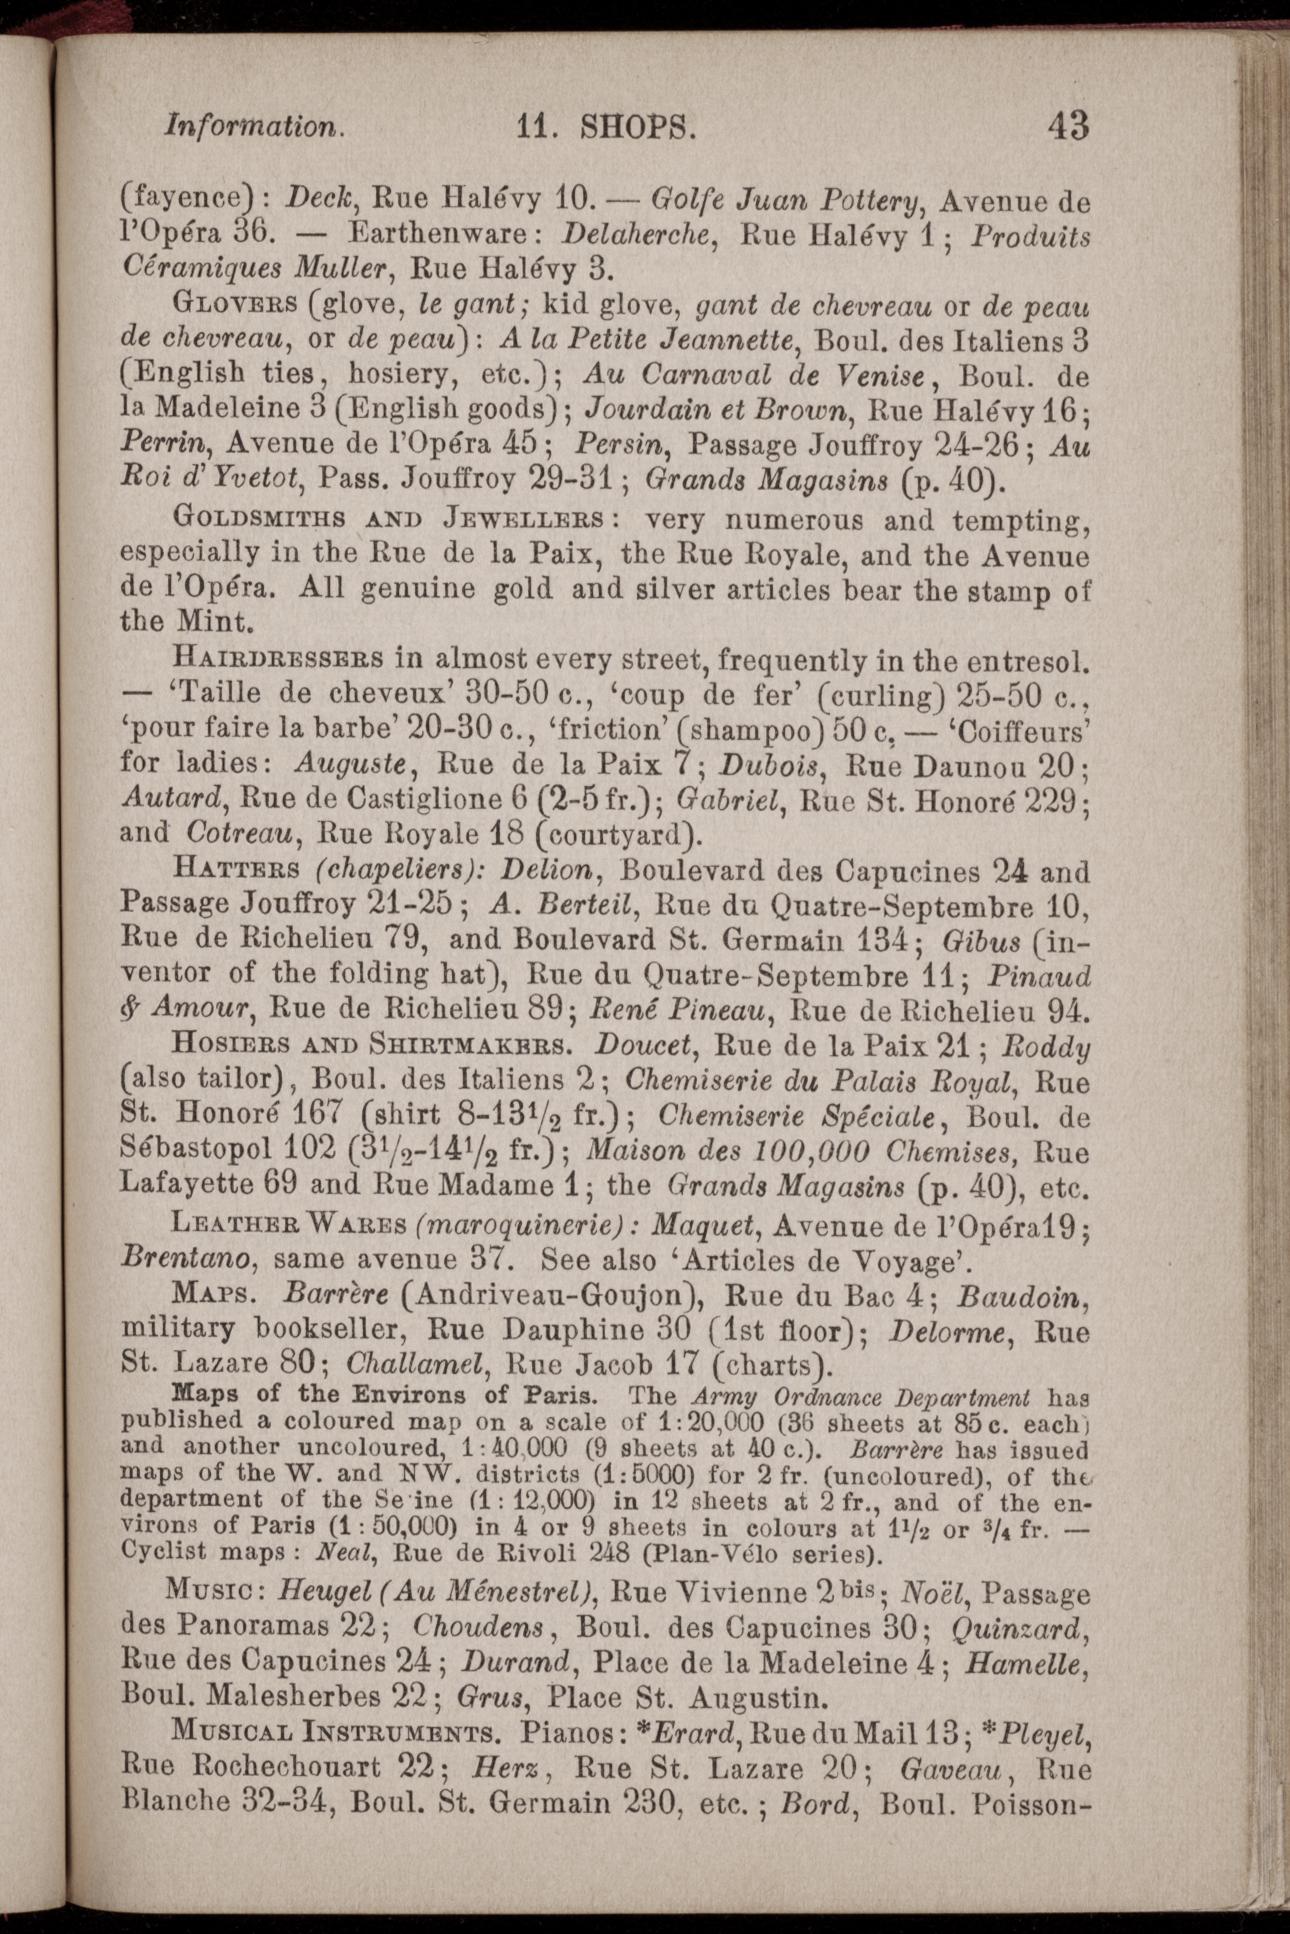 Information. 11. SHOPS. 43
(fayence): Deck, Rue Halévy 10. — Golfe Juan Pottery, Avenue de
l'Opéra 36. — Earthenware: Delaherche, Rue Halévy 1; Produits
Céramiques Muller, Rue Halévy 3.
GLOVERS (glove, le gant; kid glove, gant de chevreau or de peau
de chevreau, or de peau): A la Petite Jeannette, Boul. des Italiens 3
(English ties, hosiery, etc.); Au Carnaval de Venise, Boul. de
la Madeleine 3 (English goods); Jourdain et Brown, Rue Halévy 16;
Perrin, Avenue de l'Opéra 45; Persin, Passage Jouffroy 24-26; Au
Roi d'Yvetot, Pass. Jouffroy 29-31; Grands Magasins (p. 40).
GOLDSMITHS AND JEWELLERS: very numerous and tempting,
especially in the Rue de la Paix, the Rue Royale, and the Avenue
de l'Opéra. All genuine gold and silver articles bear the stamp of
the Mint.
HAIRDRESSERS in almost every street, frequently in the entresol.
— 'Taille de cheveux' 30-50 c., 'coup de fer' (curling) 25-50 c.,
'pour faire la barbe' 20-30 c., 'friction' (shampoo) 50 c. — 'Coiffeurs'
for ladies: Auguste, Rue de la Paix 7; Dubois, Rue Daunou 20;
Autard, Rue de Castiglione 6 (2-5 fr.); Gabriel, Rue St. Honoré 229;
and Cotreau, Rue Royale 18 (courtyard).
HATTERS (chapeliers): Delion, Boulevard des Capucines 24 and
Passage Jouffroy 21-25; A. Berteil, Rue du Quatre-Septembre 10,
Rue de Richelieu 79, and Boulevard St. Germain 134; Gibus (in-
ventor of the folding hat), Rue du Quatre-Septembre 11; Pinaud
& Amour, Rue de Richelieu 89; René Pineau, Rue de Richelieu 94.
HOSIERS AND SHIRTMAKERS. Doucet, Rue de la Paix 21; Roddy
(also tailor), Boul. des Italiens 2; Chemiserie du Palais Royal, Rue
St. Honoré 167 (shirt 8-13½ fr.); Chemiserie Spéciale, Boul. de
Sébastopol 102 (3½-14½ fr.); Maison des 100,000 Chemises, Rue
Lafayette 69 and Rue Madame 1; the Grands Magasins (p. 40), etc.
LEATHER WARES (maroquinerie): Maquet, Avenue de l'Opéra19;
Brentano, same avenue 37. See also 'Articles de Voyage'.
MAPS. Barrère (Andriveau-Goujon), Rue du Bac 4; Baudoin,
military bookseller, Rue Dauphine 30 (1st floor); Delorme, Rue
St. Lazare 80; Challamel, Rue Jacob 17 (charts).
Maps of the Environs of Paris. The Army Ordnance Department has
published a coloured map on a scale of 1:20,000 (36 sheets at 85 c. each)
and another uncoloured, 1:40,000 (9 sheets at 40 c.). Barrère has issued
maps of the W. and NW. districts (1:5000) for 2 fr. (uncoloured), of the
department of the Seine (1:12,000) in 12 sheets at 2 fr., and of the en-
virons of Paris (1:50,000) in 4 or 9 sheets in colours at 1½ or ¾ fr. —
Cyclist maps: Neal, Rue de Rivoli 248 (Plan-Vélo series).
MUSIC: Heugel (Au Ménestrel), Rue Vivienne 2bis; Noël, Passage
des Panoramas 22; Choudens, Boul. des Capucines 30; Quinzard,
Rue des Capucines 24; Durand, Place de la Madeleine 4; Hamelle,
Boul. Malesherbes 22; Grus, Place St. Augustin.
MUSICAL INSTRUMENTS. Pianos: *Erard, Rue du Mail 13; *Pleyel,
Rue Rochechouart 22; Herz, Rue St. Lazare 20; Gaveau, Rue
Blanche 32-34, Boul. St. Germain 230, etc.; Bord, Boul. Poisson-